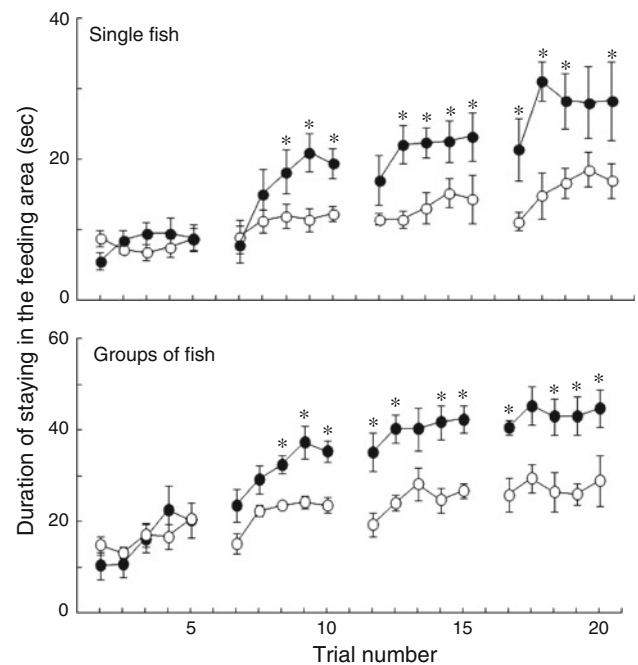 Duration of staying in the feeding area (sec)
40
Single fish
* * * * * * * * * * *
20
0
60
Groups of fish
* * * * * * * * * * *
40
20
0
5 10 15 20
Trial number